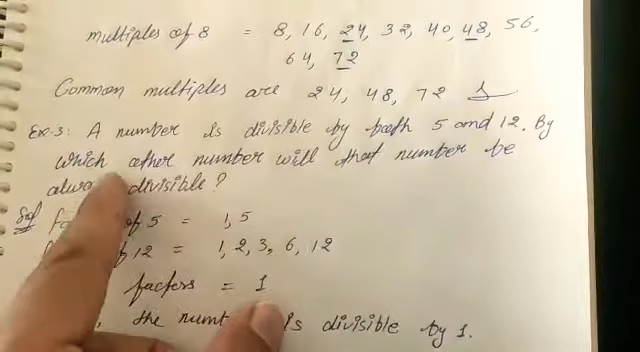 multiples of 8 = 8, 16, 24, 32, 40, 48, 56,
64, 72
Common multiples are 24, 48, 72
Ex-3: A number is divisible by both 5 and 12. By
which other number will that number be
divisible?
Sol of 5 = 1, 5
12 = 1, 2, 3, 6, 12
factors = 1
the is divisible by 1.